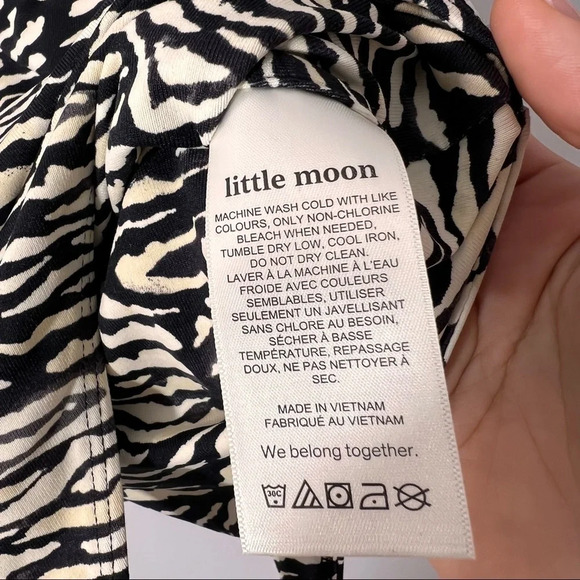 little moon
MACHINE WASH COLD WITH LIKE
COLOURS, ONLY NON-CHLORINE
BLEACH WHEN NEEDED,
TUMBLE DRY LOW, COOL IRON,
DO NOT DRY CLEAN.
LAVER À LA MACHINE À L'EAU
FROIDE AVEC COULEURS
SEMBLABLES, UTILISER
SEULEMENT UN JAVELLISANT
SANS CHLORE AU BESOIN,
SÉCHER À BASSE
TEMPÉRATURE, REPASSAGE
DOUX, NE PAS NETTOYER À
SEC.
MADE IN VIETNAM
FABRIQUÉ AU VIETNAM
We belong together.
30C